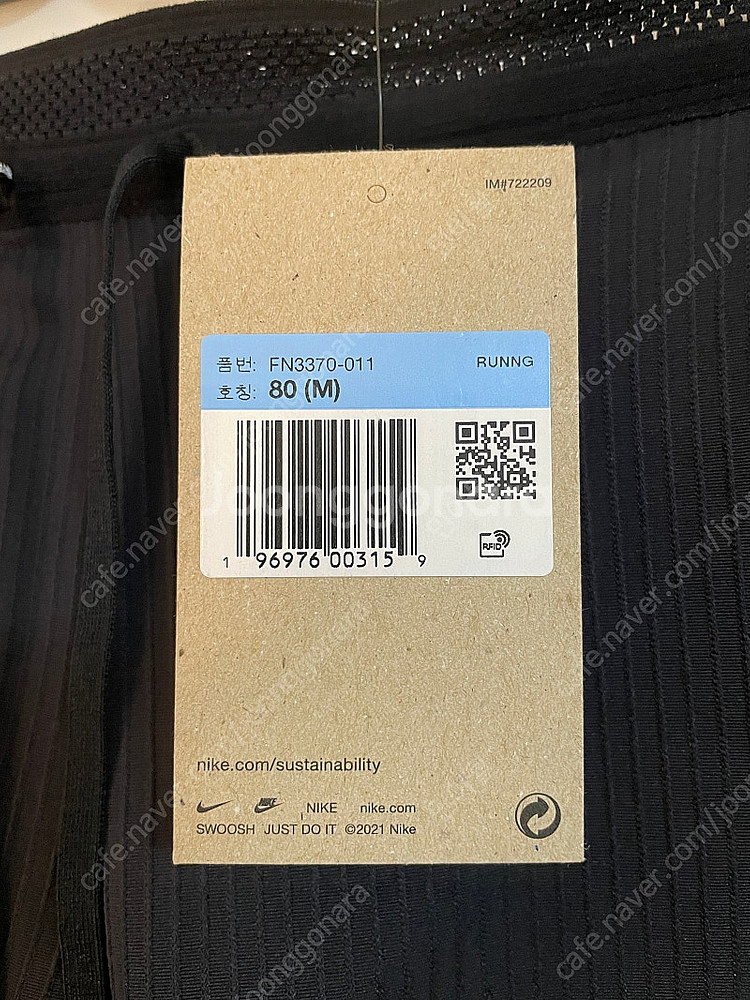 IM#722209
품번: FN3370-011
RUNNG
호칭: 80 (M)
1 96976 00315 9
RFID
nike.com/sustainability
NIKE nike.com
SWOOSH JUST DO IT ©2021 Nike
joonggonara
cafe.naver.com/joonggonara